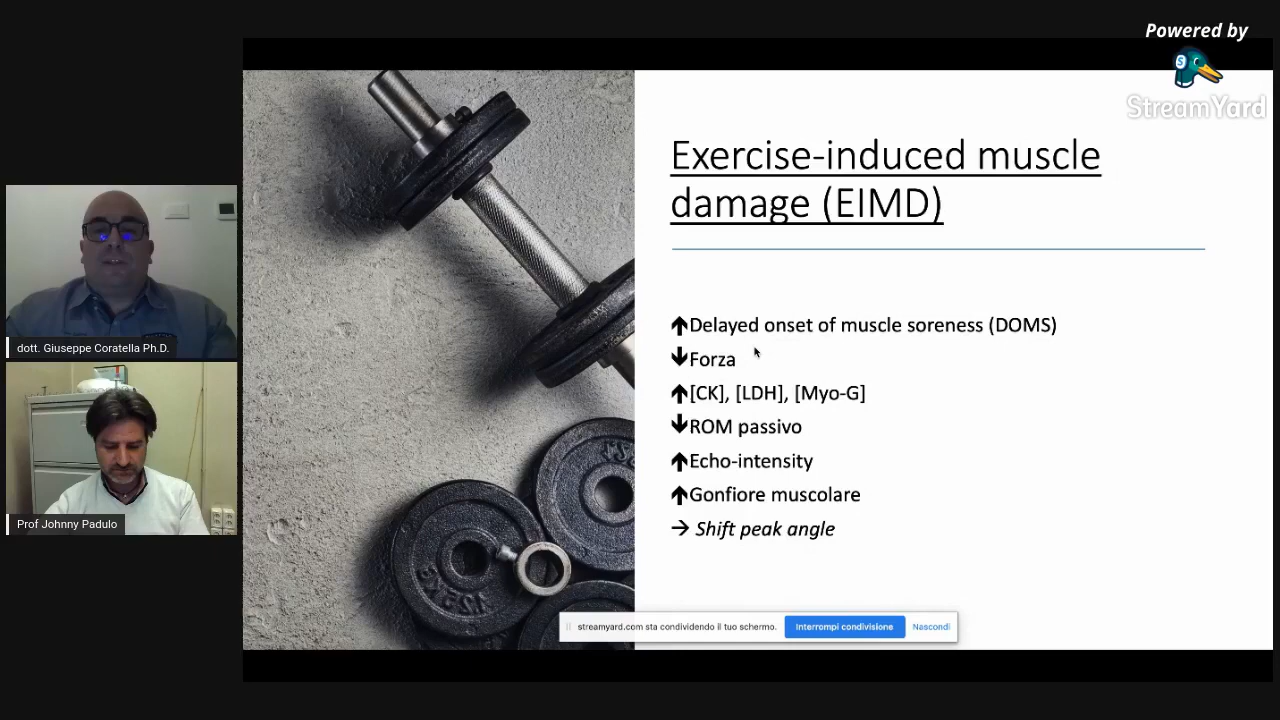 Powered by
StreamYard
Exercise-induced muscle
damage (EIMD)
↑Delayed onset of muscle soreness (DOMS)
↓Forza
↑[CK], [LDH], [Myo-G]
↓ROM passivo
↑Echo-intensity
↑Gonfiore muscolare
→ Shift peak angle
dott. Giuseppe Coratella Ph.D.
Prof Johnny Padulo
streamyard.com sta condividendo il tuo schermo.
Interrompi condivisione
Nascondi